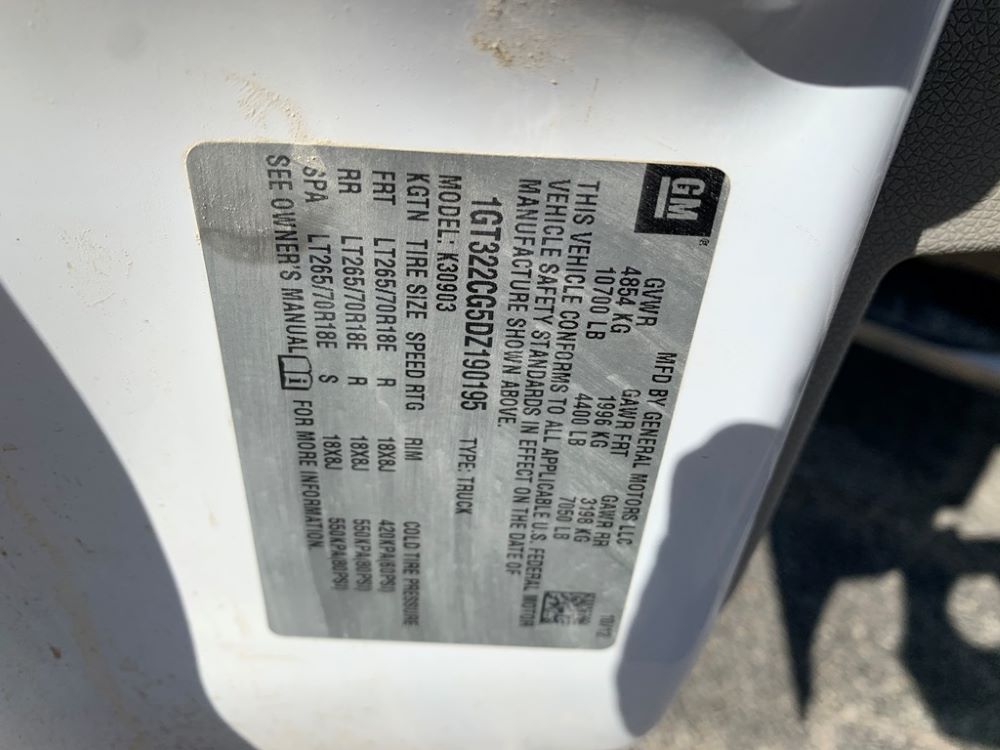 GM
MFD BY GENERAL MOTORS LLC 10/12
GVWR GAWR FRT GAWR RR
4854 KG 1996 KG 3198 KG
10700 LB 4400 LB 7050 LB
THIS VEHICLE CONFORMS TO ALL APPLICABLE U.S. FEDERAL MOTOR
VEHICLE SAFETY STANDARDS IN EFFECT ON THE DATE OF
MANUFACTURE SHOWN ABOVE.
1GT322CG5DZ190195 TYPE: TRUCK
MODEL: K30903
KGTN TIRE SIZE SPEED RTG RIM COLD TIRE PRESSURE
FRT LT265/70R18E R 18X8J 420KPA(60PSI)
RR LT265/70R18E R 18X8J 550KPA(80PSI)
SPA LT265/70R18E S 18X8J 550KPA(80PSI)
SEE OWNER'S MANUAL FOR MORE INFORMATION.